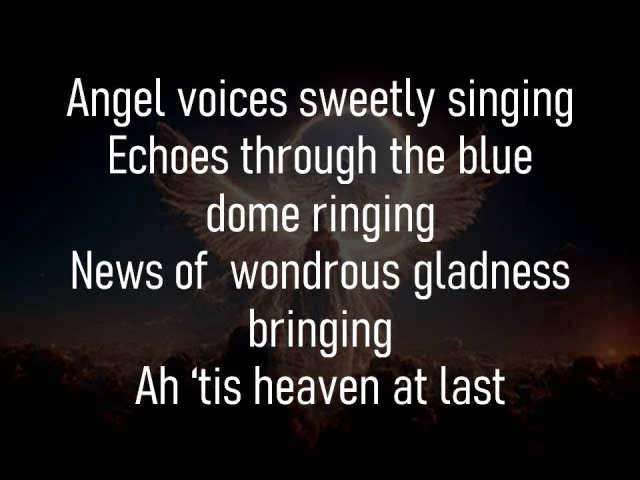 Angel voices sweetly singing
Echoes through the blue
dome ringing
News of  wondrous gladness
bringing
Ah ‘tis heaven at last